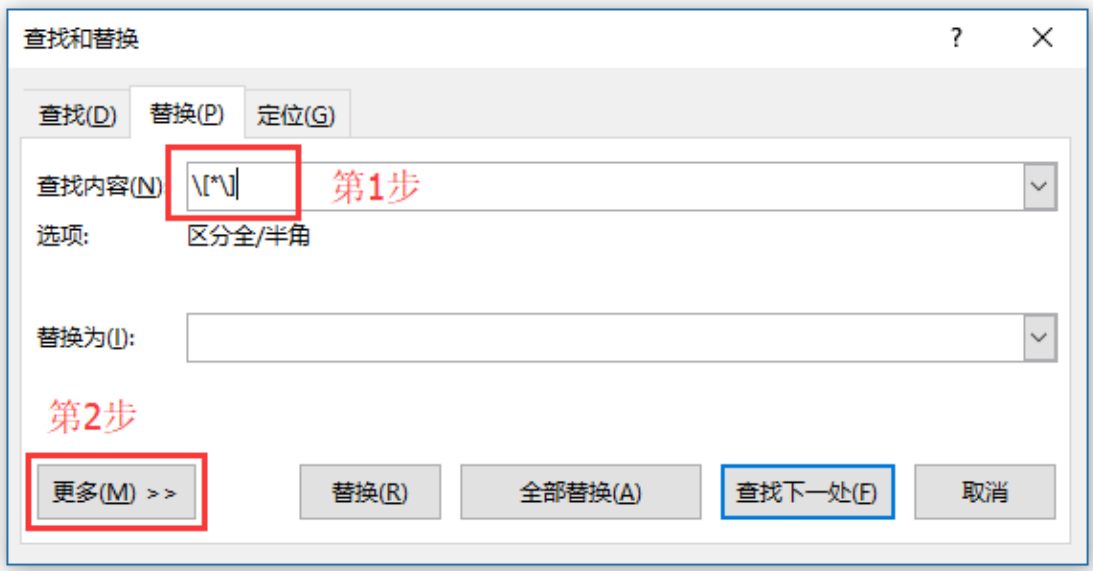 查找和替换 ?
查找(D) 替换(P) 定位(G)
查找内容(N): \[*\] 第1步
选项: 区分全/半角
替换为(I):
第2步
更多(M) >> 替换(R) 全部替换(A) 查找下一处(F) 取消